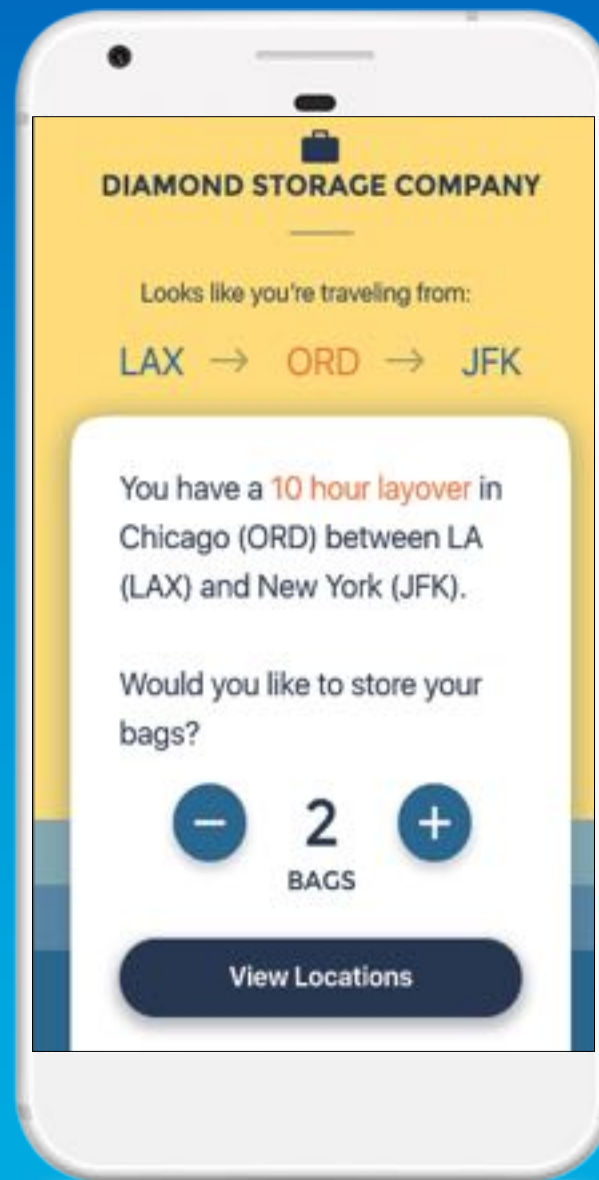 DIAMOND STORAGE COMPANY
Looks like you're traveling from:
LAX → ORD → JFK
You have a 10 hour layover in
Chicago (ORD) between LA
(LAX) and New York (JFK).
Would you like to store your
bags?
− 2 +
BAGS
View Locations